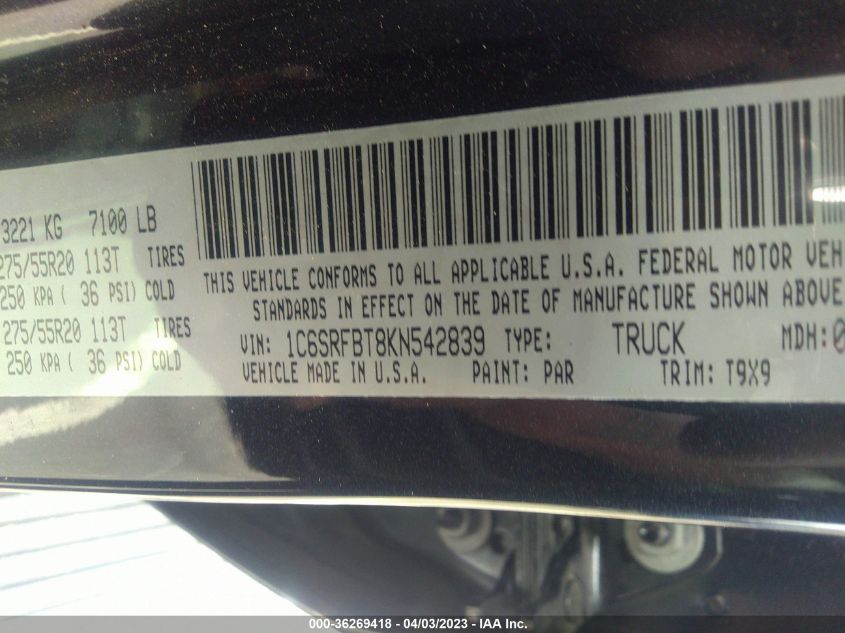 3221 KG 7100 LB
275/55R20 113T TIRES
250 KPA ( 36 PSI) COLD
275/55R20 113T TIRES
250 KPA ( 36 PSI) COLD
THIS VEHICLE CONFORMS TO ALL APPLICABLE U.S.A. FEDERAL MOTOR VEH
STANDARDS IN EFFECT ON THE DATE OF MANUFACTURE SHOWN ABOVE
VIN: 1C6SRFBT8KN542839 TYPE: TRUCK MDH:0
VEHICLE MADE IN U.S.A. PAINT: PAR TRIM: T9X9
000-36269418 - 04/03/2023 - IAA Inc.